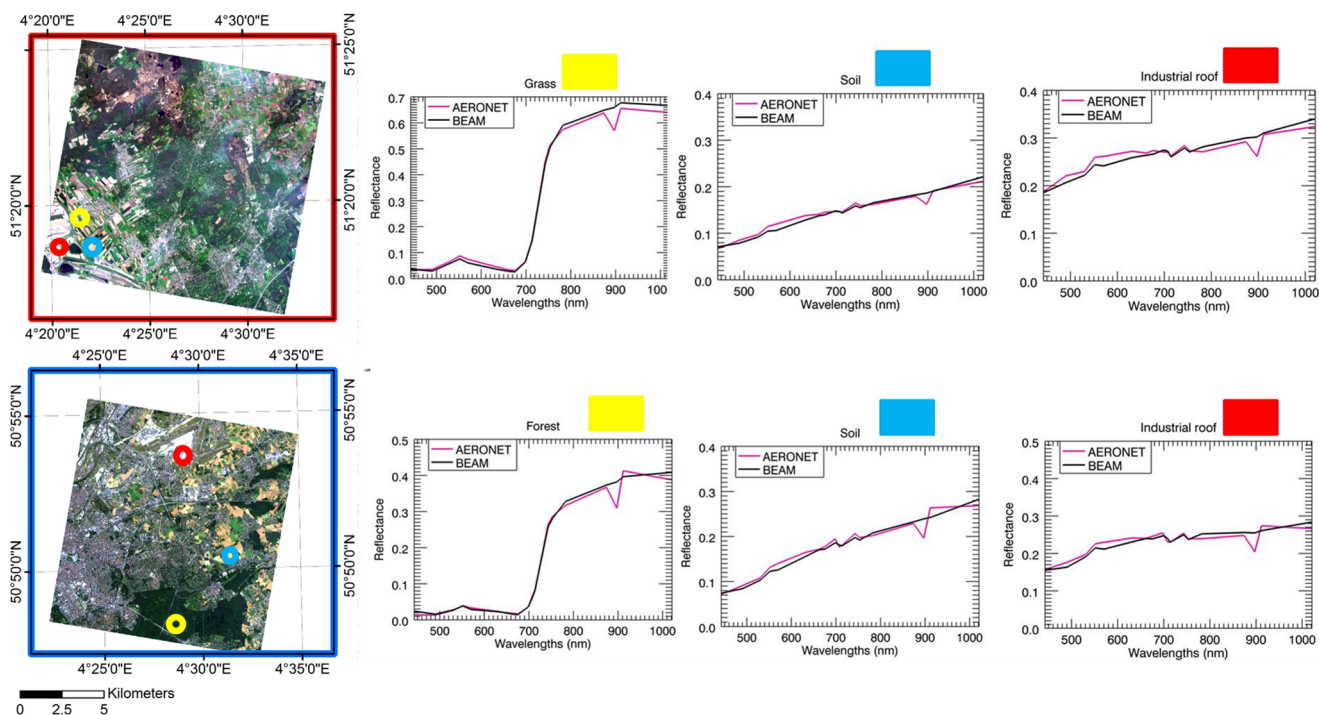 4°20'0"E 4°25'0"E 4°30'0"E
51°25'0"N
51°20'0"N
51°20'0"N
4°20'0"E 4°25'0"E 4°30'0"E
Grass
AERONET
BEAM
Reflectance
0.7
0.6
0.5
0.4
0.3
0.2
0.1
0.0
500 600 700 800 900 100
Wavelengths (nm)
Soil
AERONET
BEAM
Reflectance
0.4
0.3
0.2
0.1
0.0
500 600 700 800 900 1000
Wavelengths (nm)
Industrial roof
AERONET
BEAM
Reflectance
0.4
0.3
0.2
0.1
0.0
500 600 700 800 900 1000
Wavelengths (nm)
4°25'0"E 4°30'0"E 4°35'0"E
50°55'0"N
50°55'0"N
50°50'0"N
50°50'0"N
4°25'0"E 4°30'0"E 4°35'0"E
Kilometers
0 2.5 5
Forest
AERONET
BEAM
Reflectance
0.5
0.4
0.3
0.2
0.1
0.0
500 600 700 800 900 1000
Wavelengths (nm)
Soil
AERONET
BEAM
Reflectance
0.4
0.3
0.2
0.1
0.0
500 600 700 800 900 1000
Wavelengths (nm)
Industrial roof
AERONET
BEAM
Reflectance
0.5
0.4
0.3
0.2
0.1
0.0
500 600 700 800 900 1000
Wavelengths (nm)